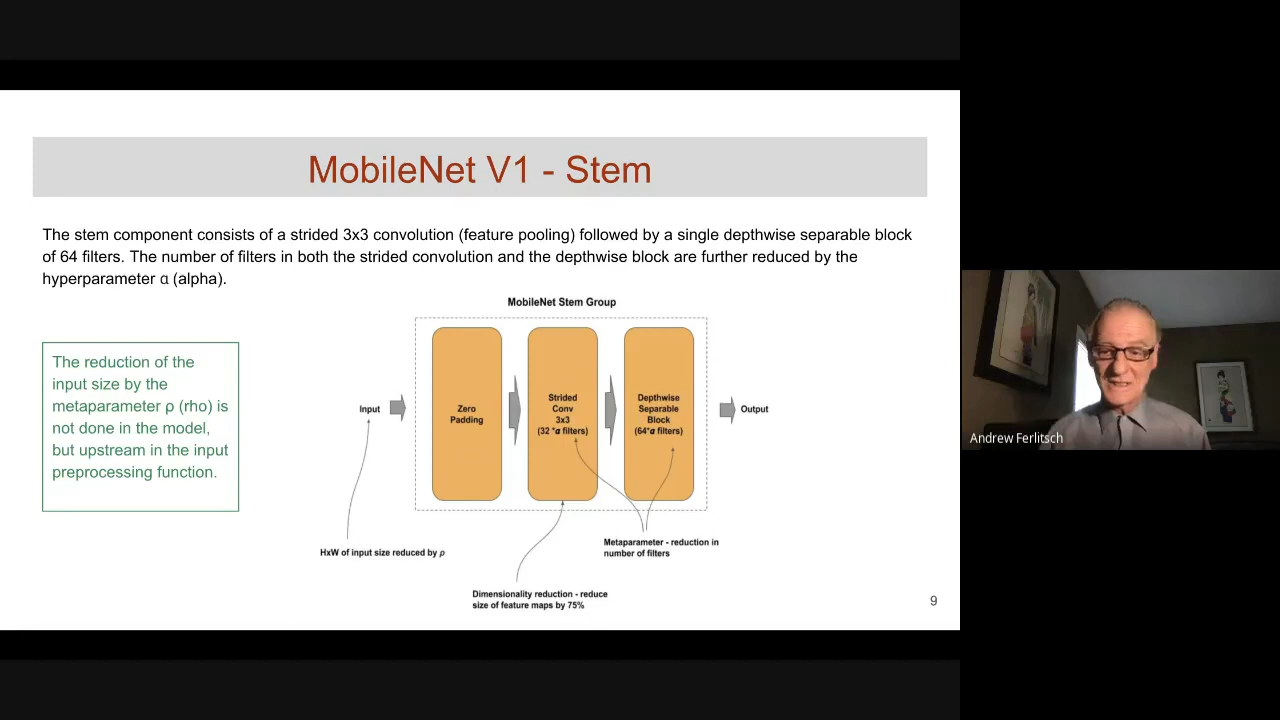 MobileNet V1 - Stem
The stem component consists of a strided 3x3 convolution (feature pooling) followed by a single depthwise separable block
of 64 filters. The number of filters in both the strided convolution and the depthwise block are further reduced by the
hyperparameter α (alpha).
MobileNet Stem Group
The reduction of the
input size by the
metaparameter ρ (rho) is
not done in the model,
but upstream in the input
preprocessing function.
Input
Zero
Padding
Strided
Conv
3x3
(32 *α filters)
Depthwise
Separable
Block
(64*α filters)
Output
HxW of input size reduced by ρ
Metaparameter - reduction in
number of filters
Dimensionality reduction - reduce
size of feature maps by 75%
9
Andrew Ferlitsch